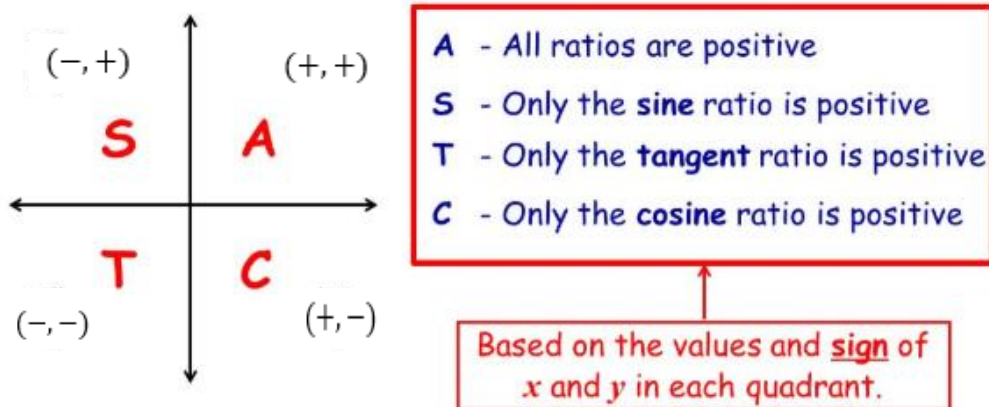 (−, +)
(+, +)
S
A
T
C
(−, −)
(+, −)
A - All ratios are positive
S - Only the sine ratio is positive
T - Only the tangent ratio is positive
C - Only the cosine ratio is positive
Based on the values and sign of
x and y in each quadrant.